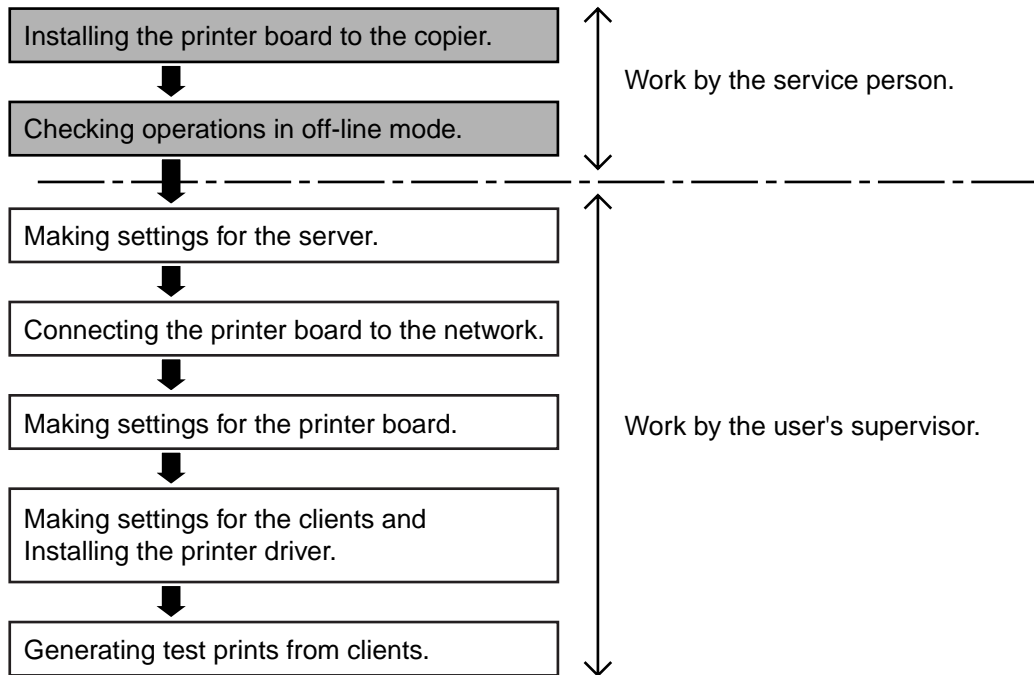 Installing the printer board to the copier.
Work by the service person.
Checking operations in off-line mode.
Making settings for the server.
Connecting the printer board to the network.
Making settings for the printer board.
Work by the user's supervisor.
Making settings for the clients and
Installing the printer driver.
Generating test prints from clients.